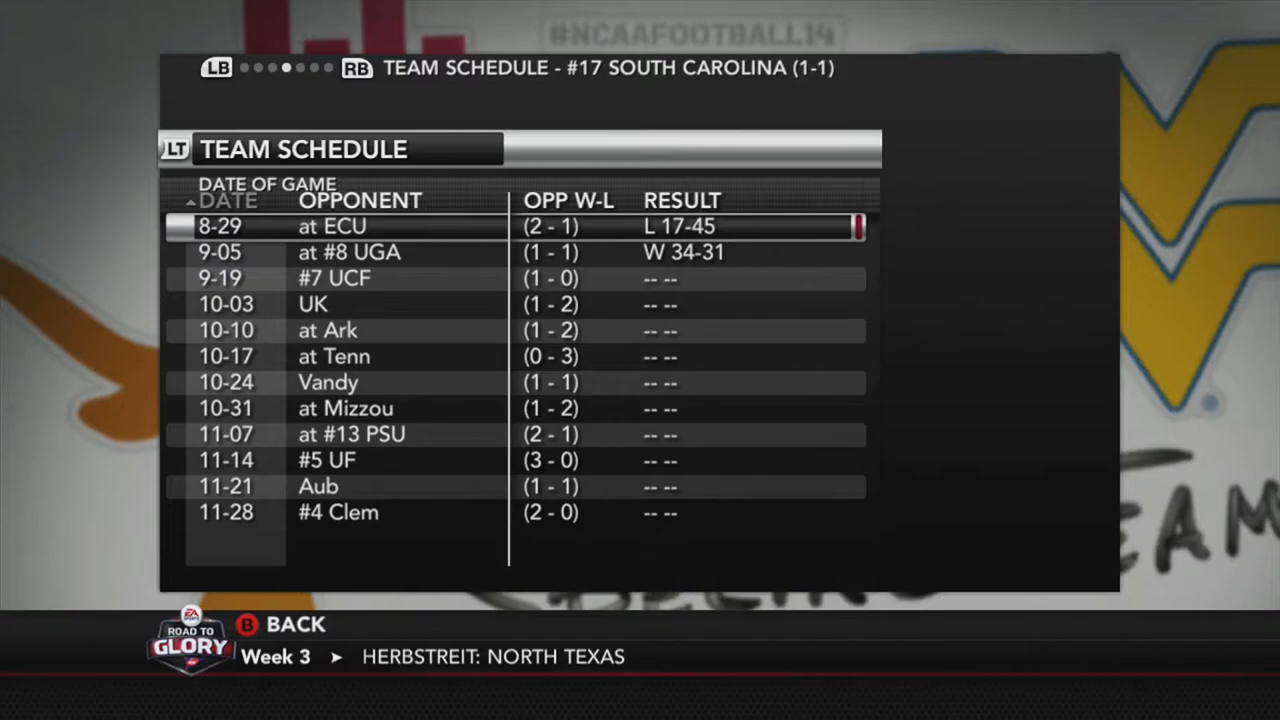 #NCAAFOOTBALL14
LB RB TEAM SCHEDULE - #17 SOUTH CAROLINA (1-1)
LT TEAM SCHEDULE
DATE OF GAME
DATE OPPONENT OPP W-L RESULT
8-29 at ECU (2 - 1) L 17-45
9-05 at #8 UGA (1 - 1) W 34-31
9-19 #7 UCF (1 - 0) -- --
10-03 UK (1 - 2) -- --
10-10 at Ark (1 - 2) -- --
10-17 at Tenn (0 - 3) -- --
10-24 Vandy (1 - 1) -- --
10-31 at Mizzou (1 - 2) -- --
11-07 at #13 PSU (2 - 1) -- --
11-14 #5 UF (3 - 0) -- --
11-21 Aub (1 - 1) -- --
11-28 #4 Clem (2 - 0) -- --
EA SPORTS
ROAD TO
GLORY
B BACK
Week 3 HERBSTREIT: NORTH TEXAS